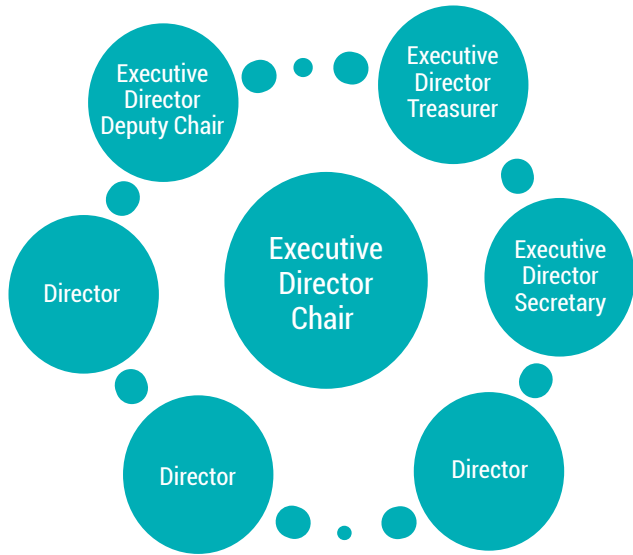 Executive
Director
Deputy Chair
Executive
Director
Treasurer
Executive
Director
Chair
Executive
Director
Secretary
Director
Director
Director